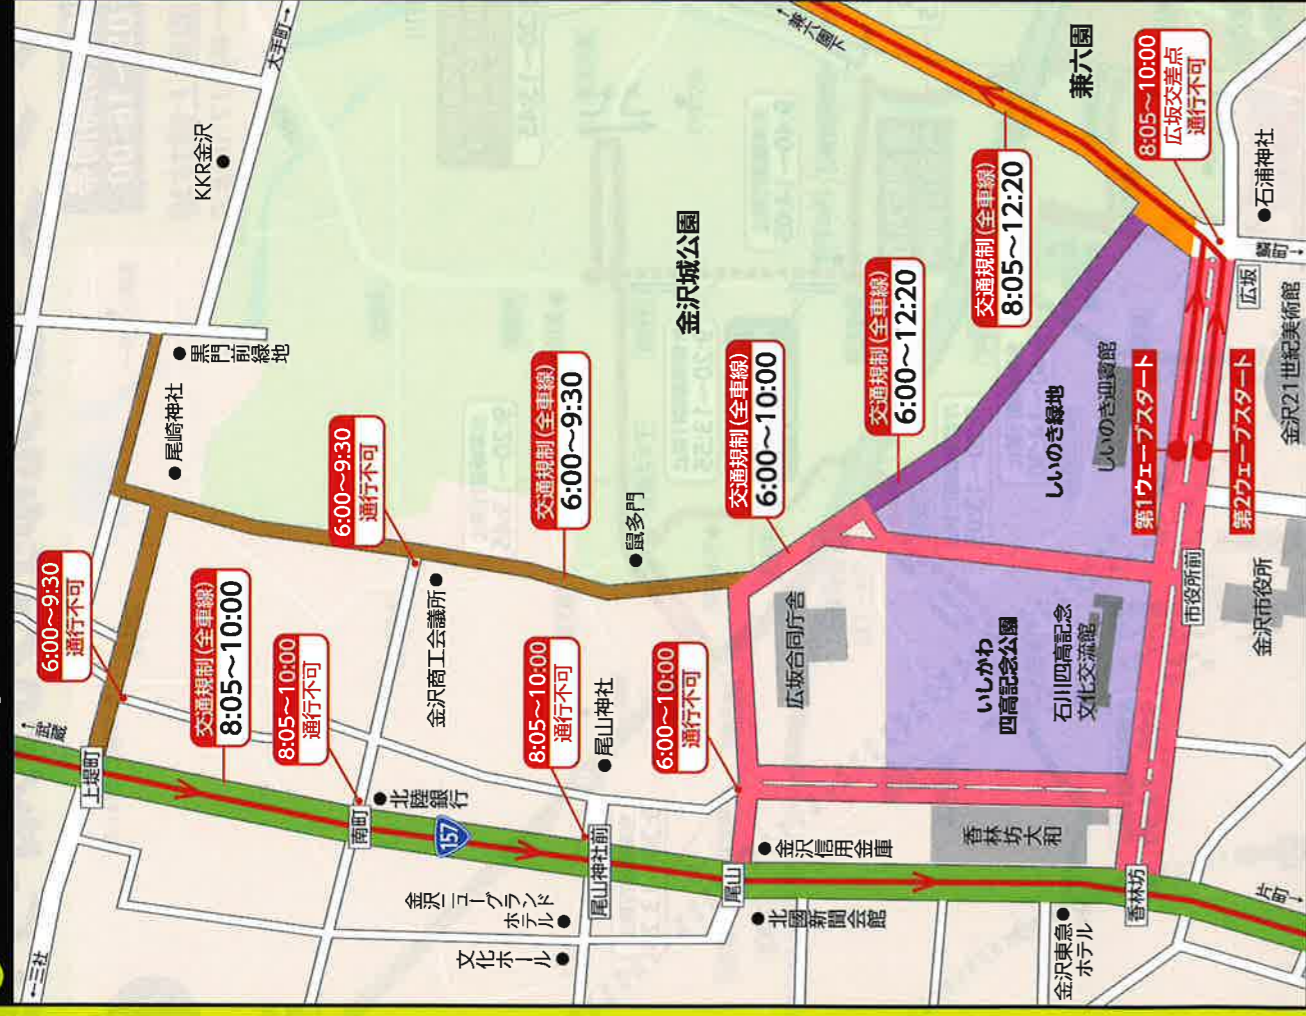 大手町→
KKR金沢
黒門前緑地
尾崎神社
←兼六園下
兼六園
8:05～10:00
広坂交差点
通行不可
石浦神社
鱗町→
広坂
金沢21世紀美術館
交通規制(全車線)
8:05～12:20
金沢城公園
交通規制(全車線)
6:00～12:20
交通規制(全車線)
6:00～10:00
交通規制(全車線)
6:00～9:30
6:00～9:30
通行不可
鼠多門
しいのき緑地
しいのき迎賓館
第1ウェーブスタート
第2ウェーブスタート
市役所前
金沢市役所
6:00～9:30
通行不可
交通規制(全車線)
8:05～10:00
8:05～10:00
通行不可
金沢商工会議所
8:05～10:00
通行不可
尾山神社
6:00～10:00
通行不可
広坂合同庁舎
いしかわ
四高記念公園
石川四高記念
文化交流館
←武蔵
上堤町
南町
北陸銀行
157
尾山神社前
尾山
金沢信用金庫
香林坊大和
香林坊
片町→
←三社
金沢ニューグランド
ホテル
文化ホール
北國新聞会館
金沢東急
ホテル